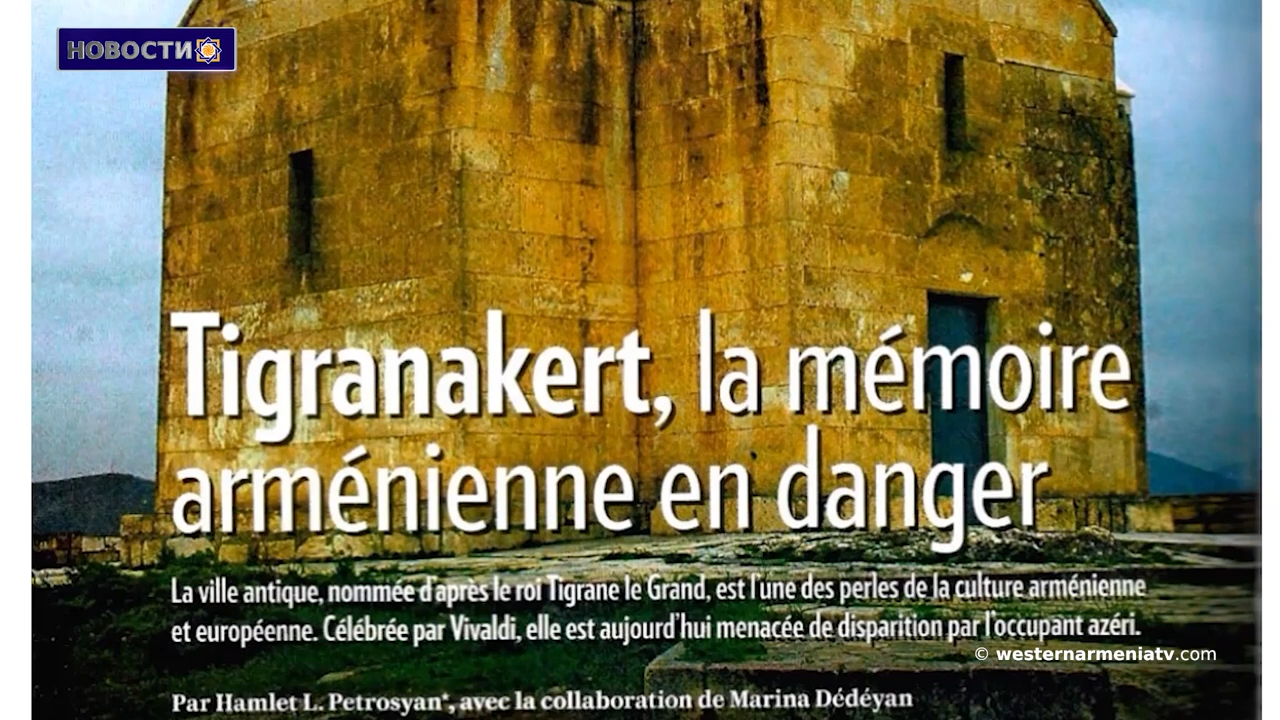 НОВОСТИ
Tigranakert, la mémoire
arménienne en danger
La ville antique, nommée d'après le roi Tigrane le Grand, est l'une des perles de la culture arménienne
et européenne. Célébrée par Vivaldi, elle est aujourd'hui menacée de disparition par l'occupant azéri.
© westernarmeniatv.com
Par Hamlet L. Petrosyan*, avec la collaboration de Marina Dédéyan